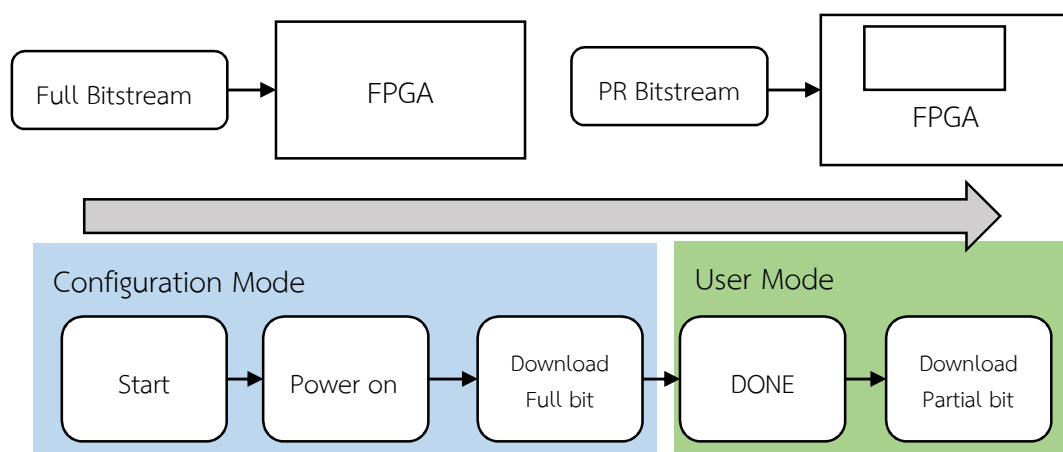 Full Bitstream
FPGA
PR Bitstream
FPGA
Configuration Mode
User Mode
Start
Power on
Download
Full bit
DONE
Download
Partial bit